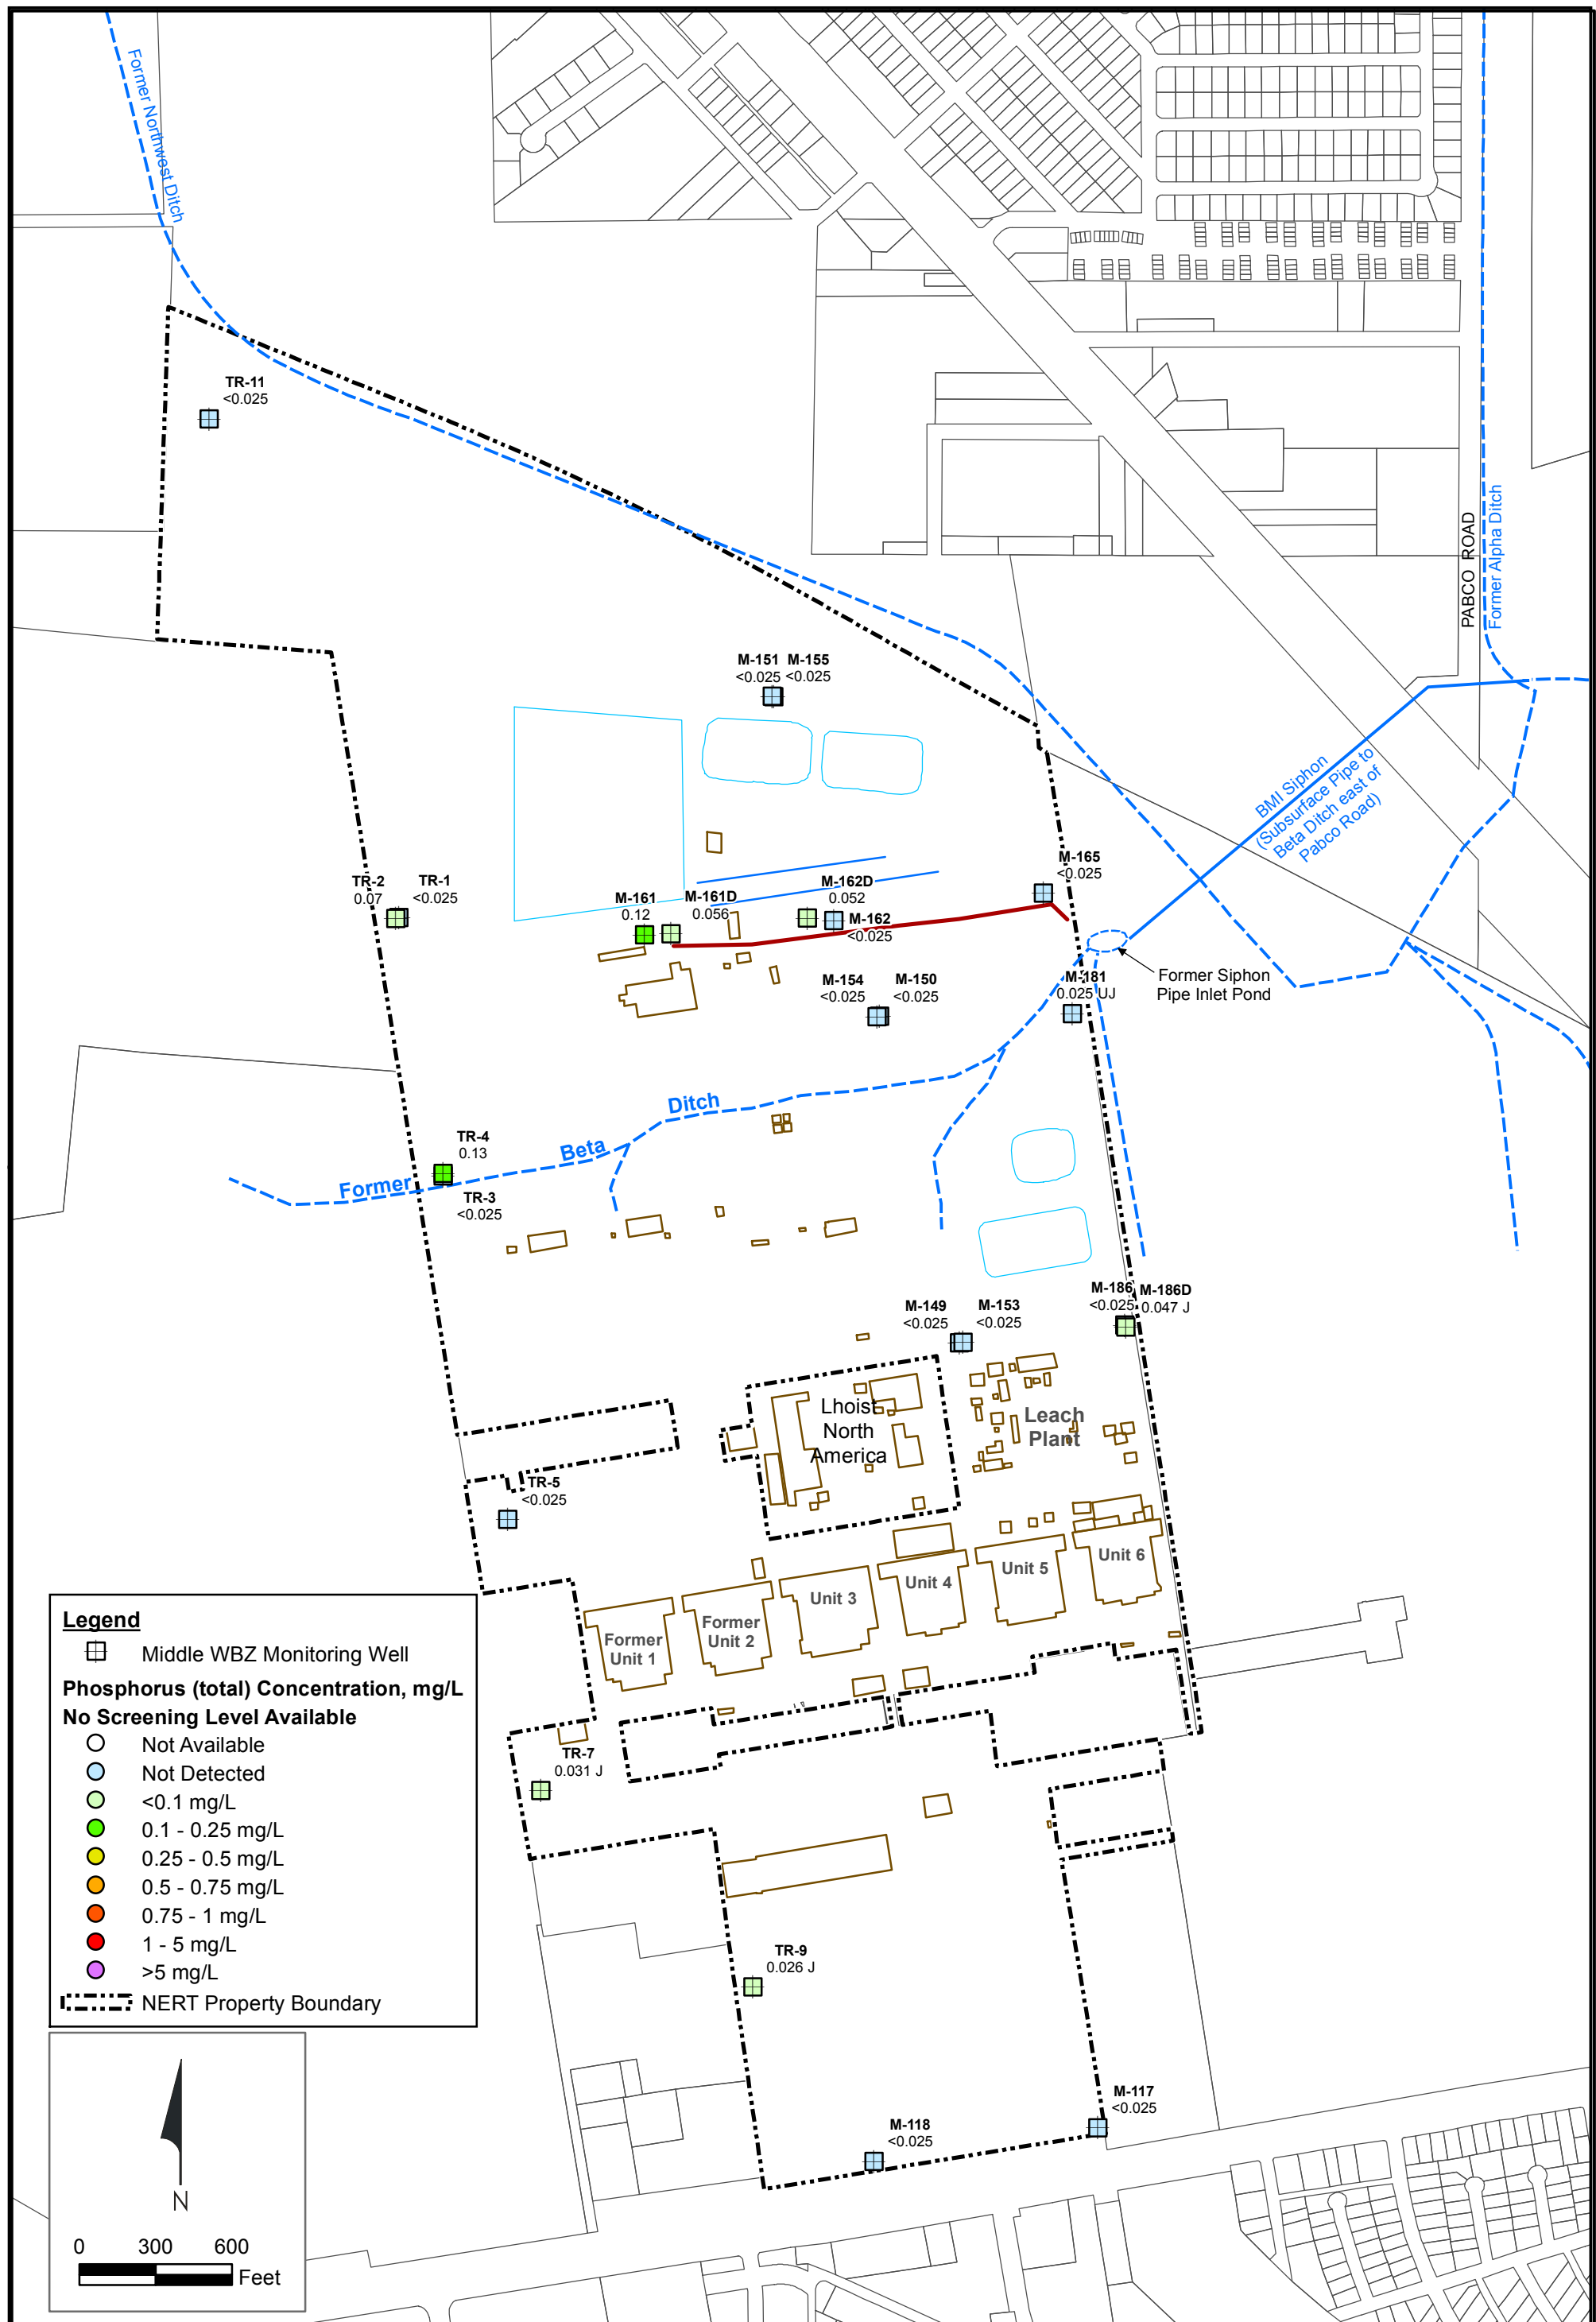 Former Northwest Ditch
TR-11
<0.025
PABCO ROAD
Former Alpha Ditch
M-151 M-155
<0.025 <0.025
BMI Siphon
(Subsurface Pipe to
Beta Ditch east of
Pabco Road)
M-165
<0.025
TR-2 TR-1
0.07 <0.025
M-161 M-161D
0.12 0.056
M-162D
0.052
M-162
<0.025
M-154 M-150
<0.025 <0.025
M-181
0.025 UJ
Former Siphon
Pipe Inlet Pond
Former Beta Ditch
TR-4
0.13
TR-3
<0.025
M-149 M-153
<0.025 <0.025
M-186 M-186D
<0.025 0.047 J
Lhoist
North
America
Leach
Plant
TR-5
<0.025
Former
Unit 1
Former
Unit 2
Unit 3
Unit 4
Unit 5
Unit 6
TR-7
0.031 J
TR-9
0.026 J
M-117
<0.025
M-118
<0.025
Legend
Middle WBZ Monitoring Well
Phosphorus (total) Concentration, mg/L
No Screening Level Available
Not Available
Not Detected
<0.1 mg/L
0.1 - 0.25 mg/L
0.25 - 0.5 mg/L
0.5 - 0.75 mg/L
0.75 - 1 mg/L
1 - 5 mg/L
>5 mg/L
NERT Property Boundary
N
0 300 600
Feet